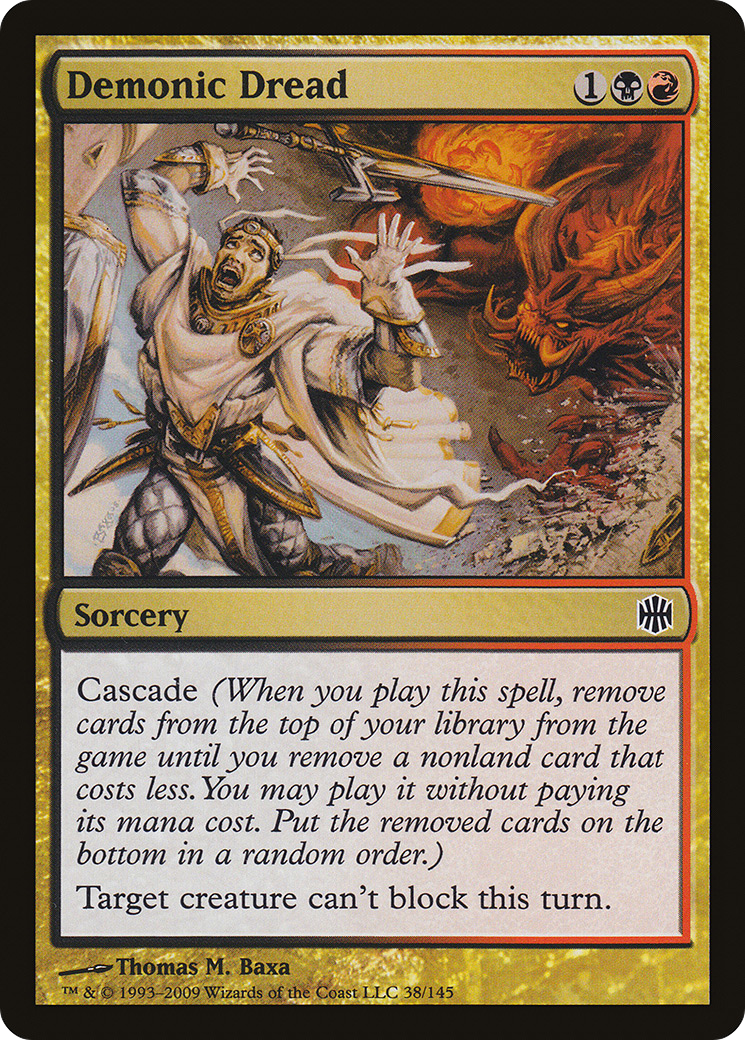 Demonic Dread 1
Sorcery
Cascade (When you play this spell, remove
cards from the top of your library from the
game until you remove a nonland card that
costs less. You may play it without paying
its mana cost. Put the removed cards on the
bottom in a random order.)
Target creature can't block this turn.
Thomas M. Baxa
™ & © 1993–2009 Wizards of the Coast LLC 38/145